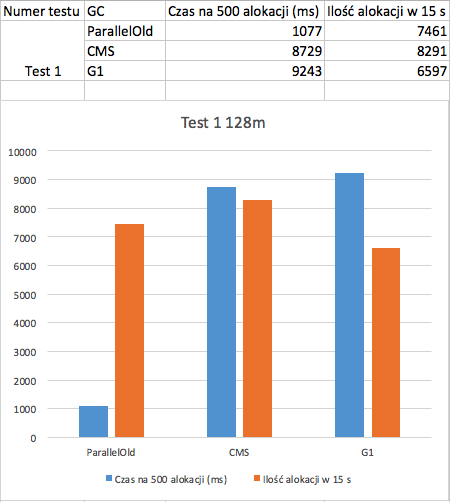 Numer testu GC Czas na 500 alokacji (ms) Ilość alokacji w 15 s
ParallelOld 1077 7461
CMS 8729 8291
Test 1 G1 9243 6597
Test 1 128m
10000
9000
8000
7000
6000
5000
4000
3000
2000
1000
0
ParallelOld CMS G1
Czas na 500 alokacji (ms) Ilość alokacji w 15 s